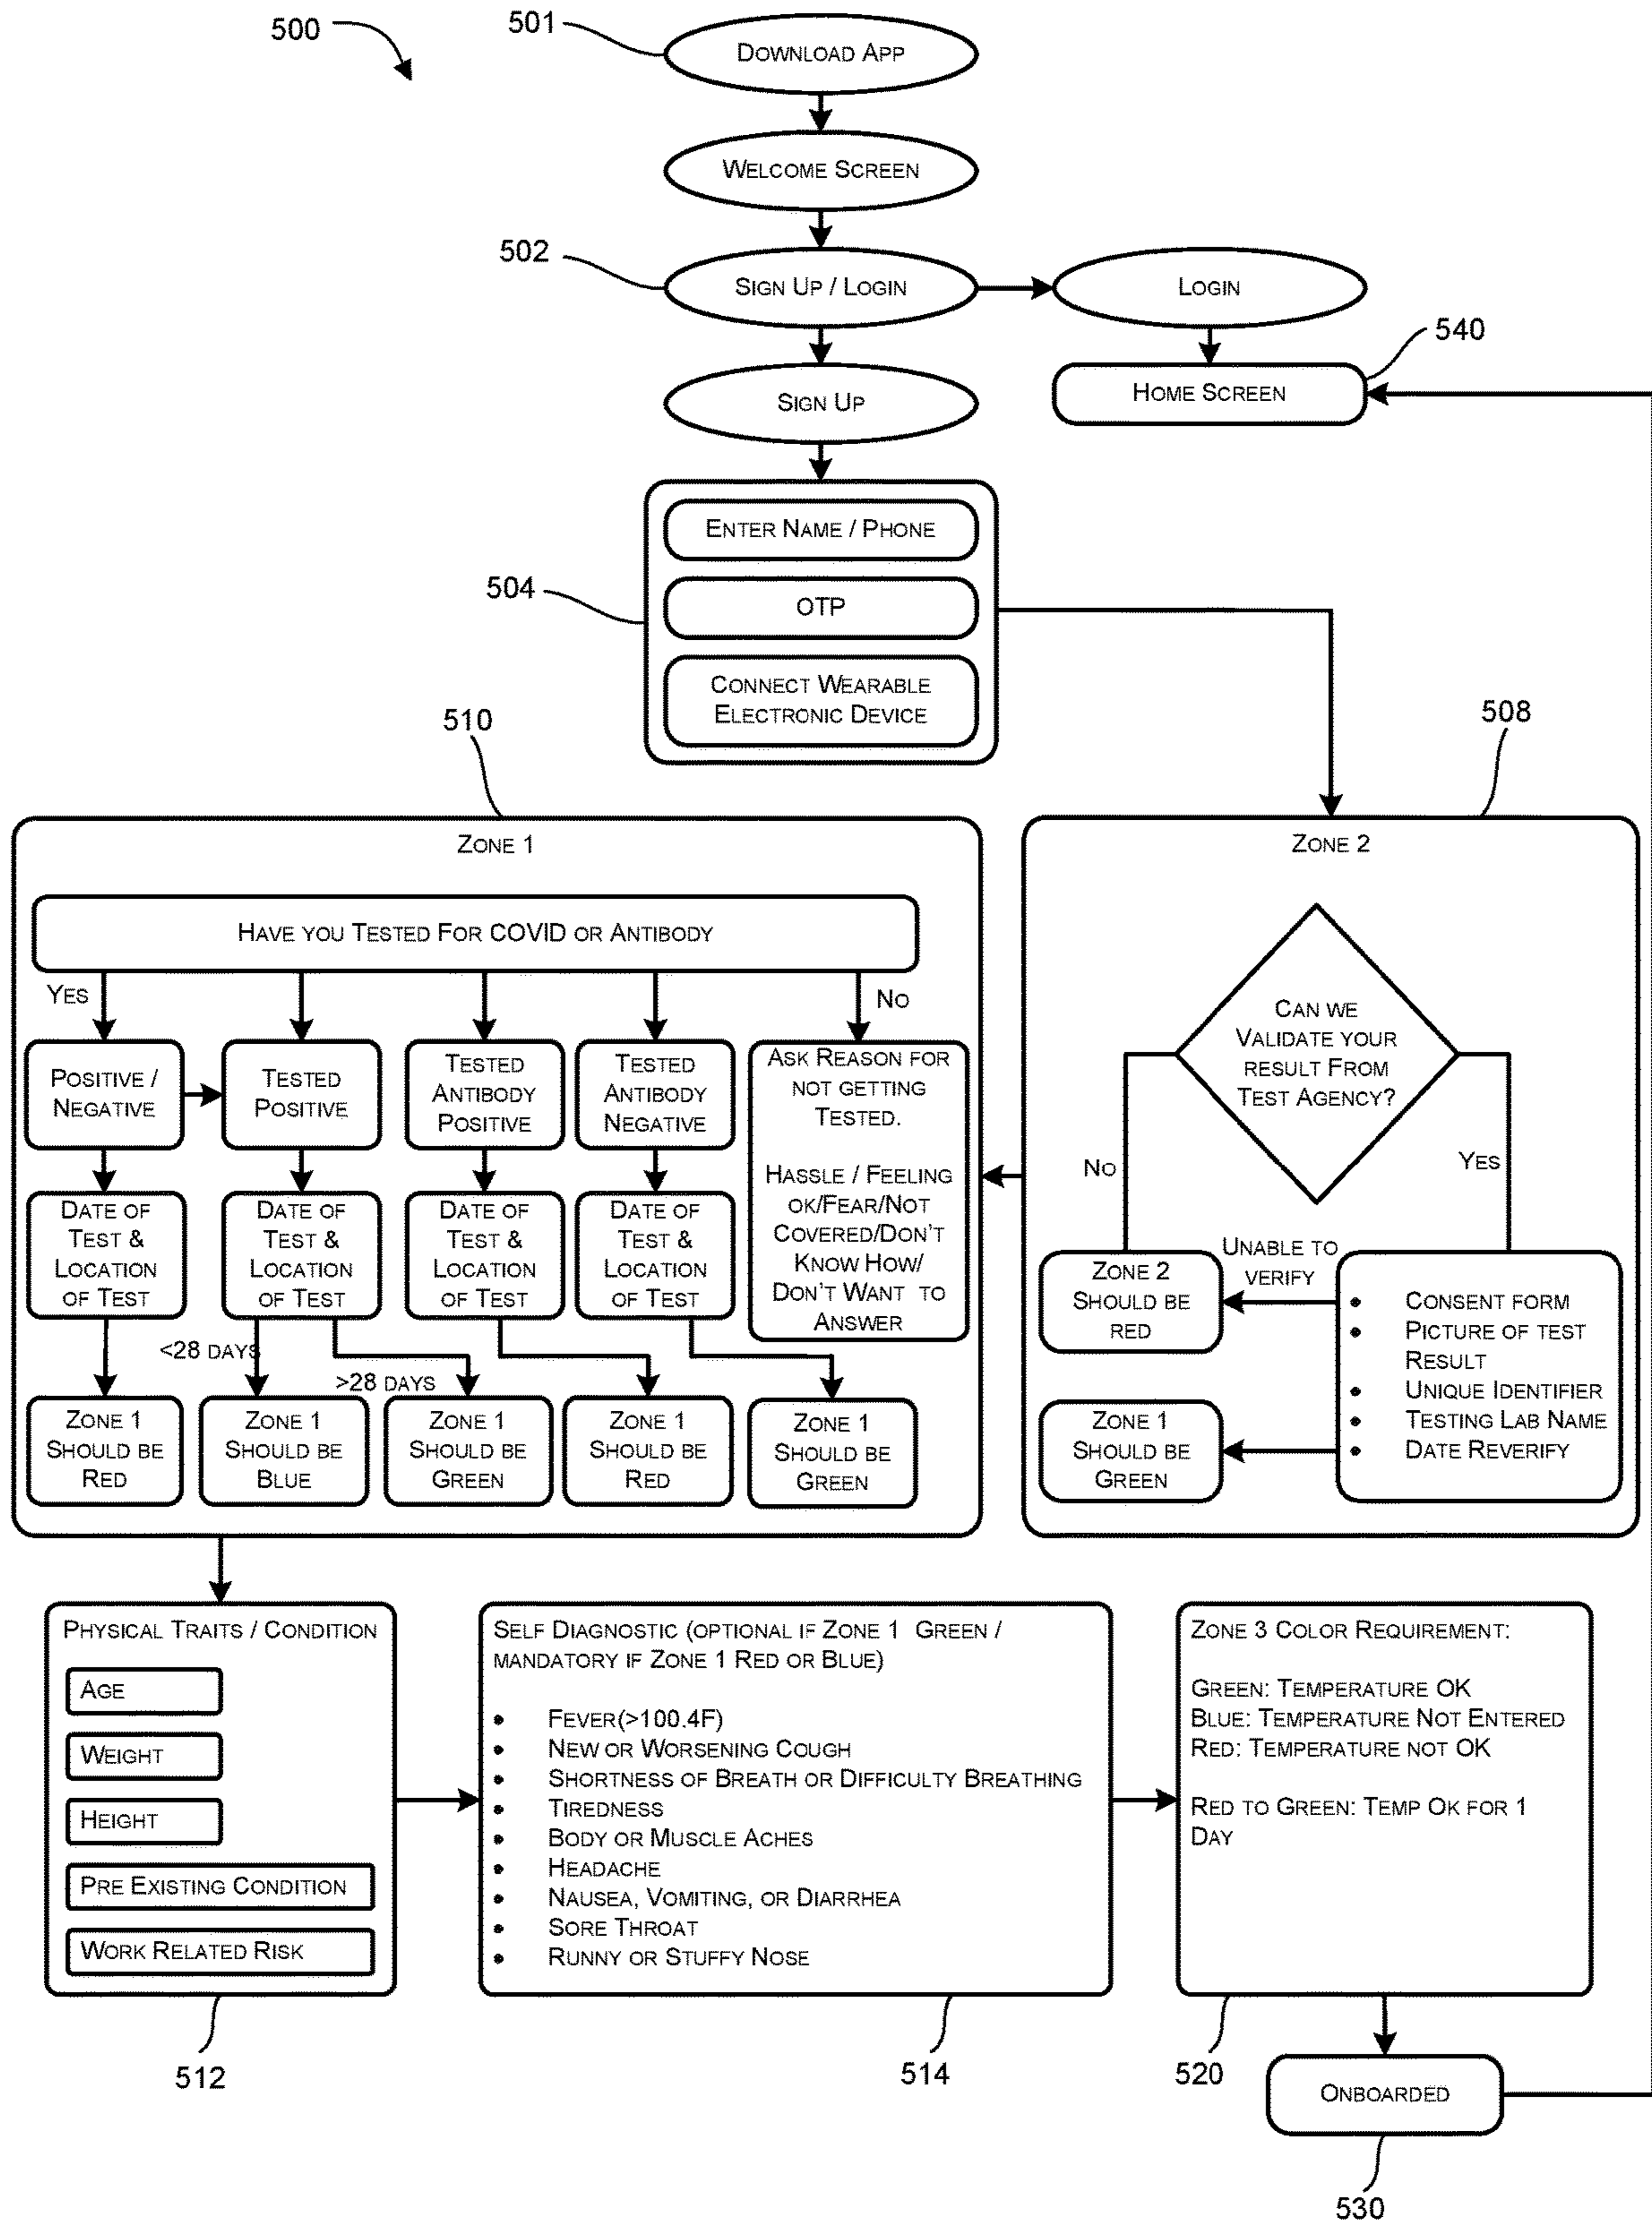 500
501
DOWNLOAD APP
WELCOME SCREEN
502
SIGN UP / LOGIN
LOGIN
540
HOME SCREEN
SIGN UP
504
ENTER NAME / PHONE
OTP
CONNECT WEARABLE
ELECTRONIC DEVICE
510
508
ZONE 1
HAVE YOU TESTED FOR COVID OR ANTIBODY
YES
NO
POSITIVE /
NEGATIVE
TESTED
POSITIVE
TESTED
ANTIBODY
POSITIVE
TESTED
ANTIBODY
NEGATIVE
ASK REASON FOR
NOT GETTING
TESTED.
HASSLE / FEELING
OK/FEAR/NOT
COVERED/DON'T
KNOW HOW/
DON'T WANT TO
ANSWER
DATE OF
TEST &
LOCATION
OF TEST
DATE OF
TEST &
LOCATION
OF TEST
DATE OF
TEST &
LOCATION
OF TEST
DATE OF
TEST &
LOCATION
OF TEST
<28 DAYS
>28 DAYS
ZONE 1
SHOULD BE
RED
ZONE 1
SHOULD BE
BLUE
ZONE 1
SHOULD BE
GREEN
ZONE 1
SHOULD BE
RED
ZONE 1
SHOULD BE
GREEN
ZONE 2
CAN WE
VALIDATE YOUR
RESULT FROM
TEST AGENCY?
NO
YES
ZONE 2
SHOULD BE
RED
UNABLE TO
VERIFY
• CONSENT FORM
• PICTURE OF TEST
RESULT
• UNIQUE IDENTIFIER
• TESTING LAB NAME
• DATE REVERIFY
ZONE 1
SHOULD BE
GREEN
PHYSICAL TRAITS / CONDITION
AGE
WEIGHT
HEIGHT
PRE EXISTING CONDITION
WORK RELATED RISK
512
SELF DIAGNOSTIC (OPTIONAL IF ZONE 1 GREEN /
MANDATORY IF ZONE 1 RED OR BLUE)
• FEVER(>100.4F)
• NEW OR WORSENING COUGH
• SHORTNESS OF BREATH OR DIFFICULTY BREATHING
• TIREDNESS
• BODY OR MUSCLE ACHES
• HEADACHE
• NAUSEA, VOMITING, OR DIARRHEA
• SORE THROAT
• RUNNY OR STUFFY NOSE
514
ZONE 3 COLOR REQUIREMENT:
GREEN: TEMPERATURE OK
BLUE: TEMPERATURE NOT ENTERED
RED: TEMPERATURE NOT OK
RED TO GREEN: TEMP OK FOR 1
DAY
520
ONBOARDED
530